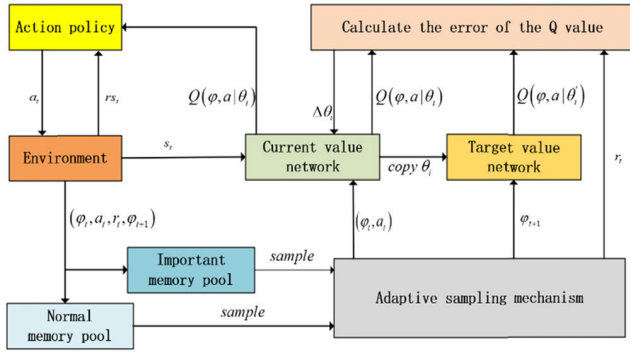 Action policy
Calculate the error of the Q value
a_t
rs_t
Q(φ,a|θ_i)
Δθ_i
Q(φ,a|θ_i)
Q(φ,a|θ_i^')
r_t
Environment
s_t
Current value
network
copy θ_i
Target value
network
(φ_t,a_t,r_t,φ_{t+1})
(φ_t,a_t)
φ_{t+1}
Important
memory pool
sample
Adaptive sampling mechanism
Normal
memory pool
sample